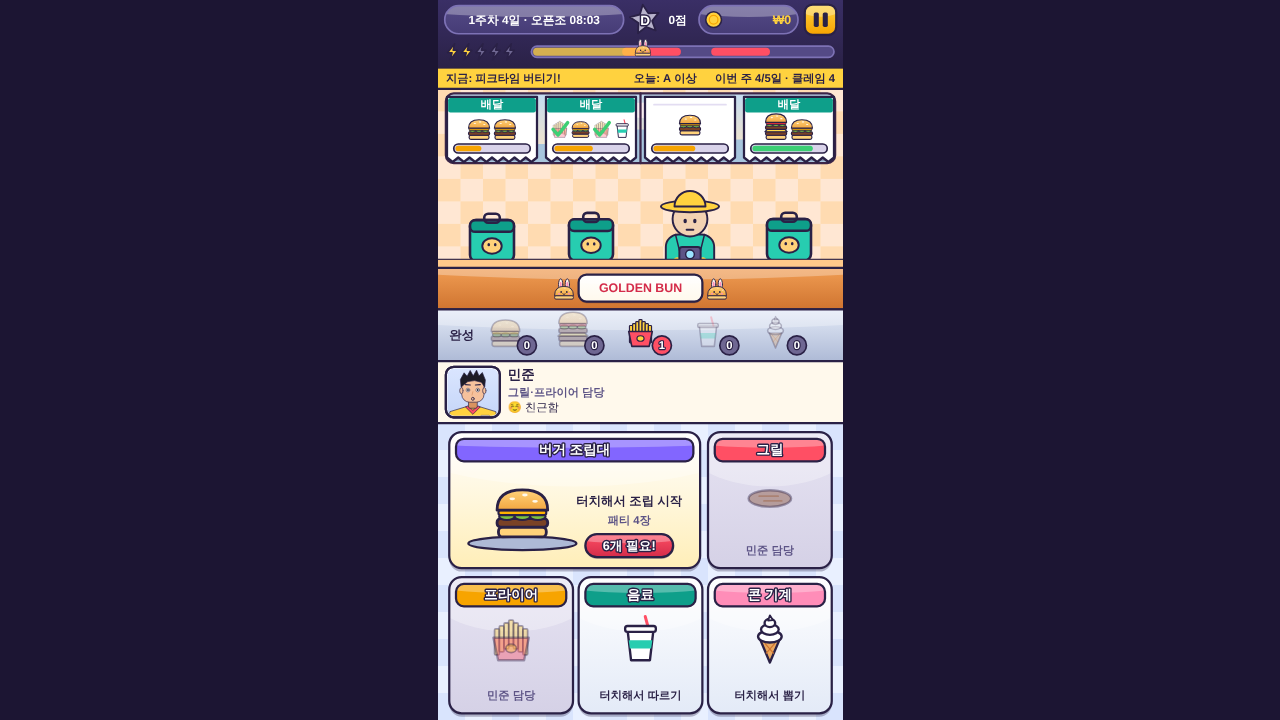 1주차 4일 · 오픈조 08:03
D
0점
₩0
지금: 피크타임 버티기!
오늘: A 이상
이번 주 4/5일 · 클레임 4
배달
배달
배달
GOLDEN BUN
완성
0
0
1
0
0
민준
그릴·프라이어 담당
친근함
버거 조립대
그릴
터치해서 조립 시작
패티 4장
6개 필요!
민준 담당
프라이어
음료
콘 기계
민준 담당
터치해서 따르기
터치해서 뽑기